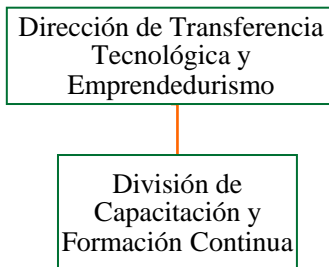 Dirección de Transferencia
Tecnológica y
Emprendedurismo
División de
Capacitación y
Formación Continua